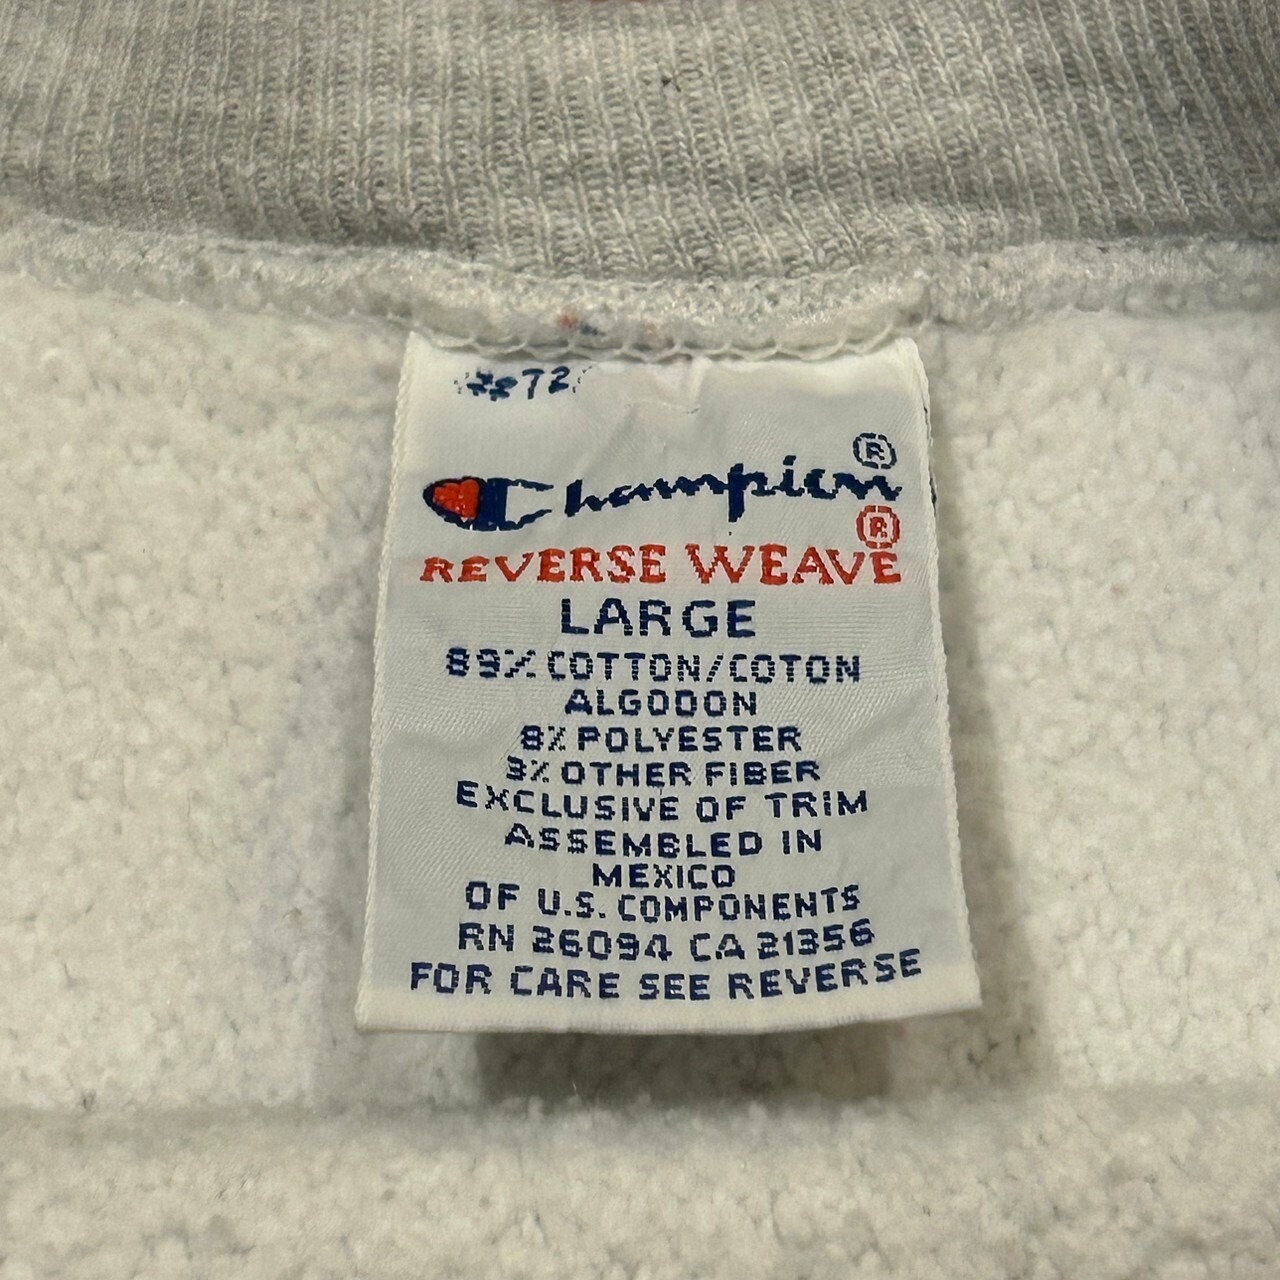 Champion®
REVERSE WEAVE®
LARGE
89% COTTON/COTON
ALGODON
8% POLYESTER
3% OTHER FIBER
EXCLUSIVE OF TRIM
ASSEMBLED IN
MEXICO
OF U.S. COMPONENTS
RN 26094 CA 21356
FOR CARE SEE REVERSE